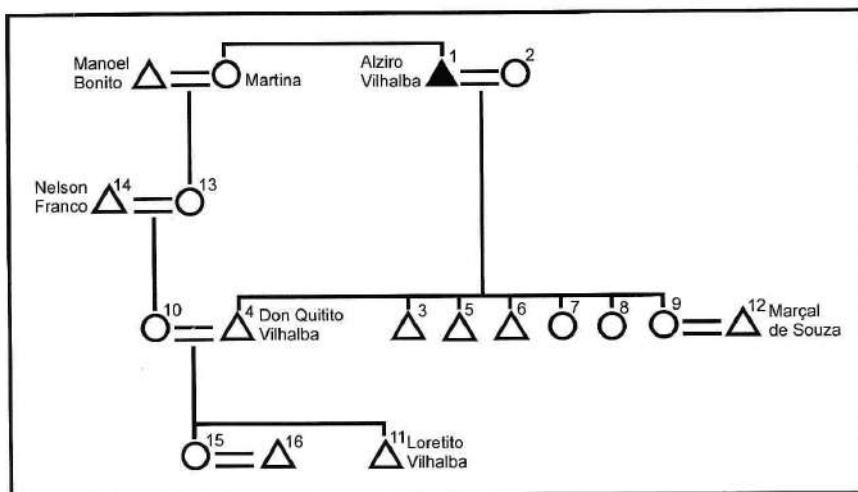 Manoel
Bonito
Martina
Alziro
Vilhalba
1
2
Nelson
Franco
14
13
10
4
Don Quitito
Vilhalba
3
5
6
7
8
9
12
Marçal
de Souza
15
16
11
Loretito
Vilhalba